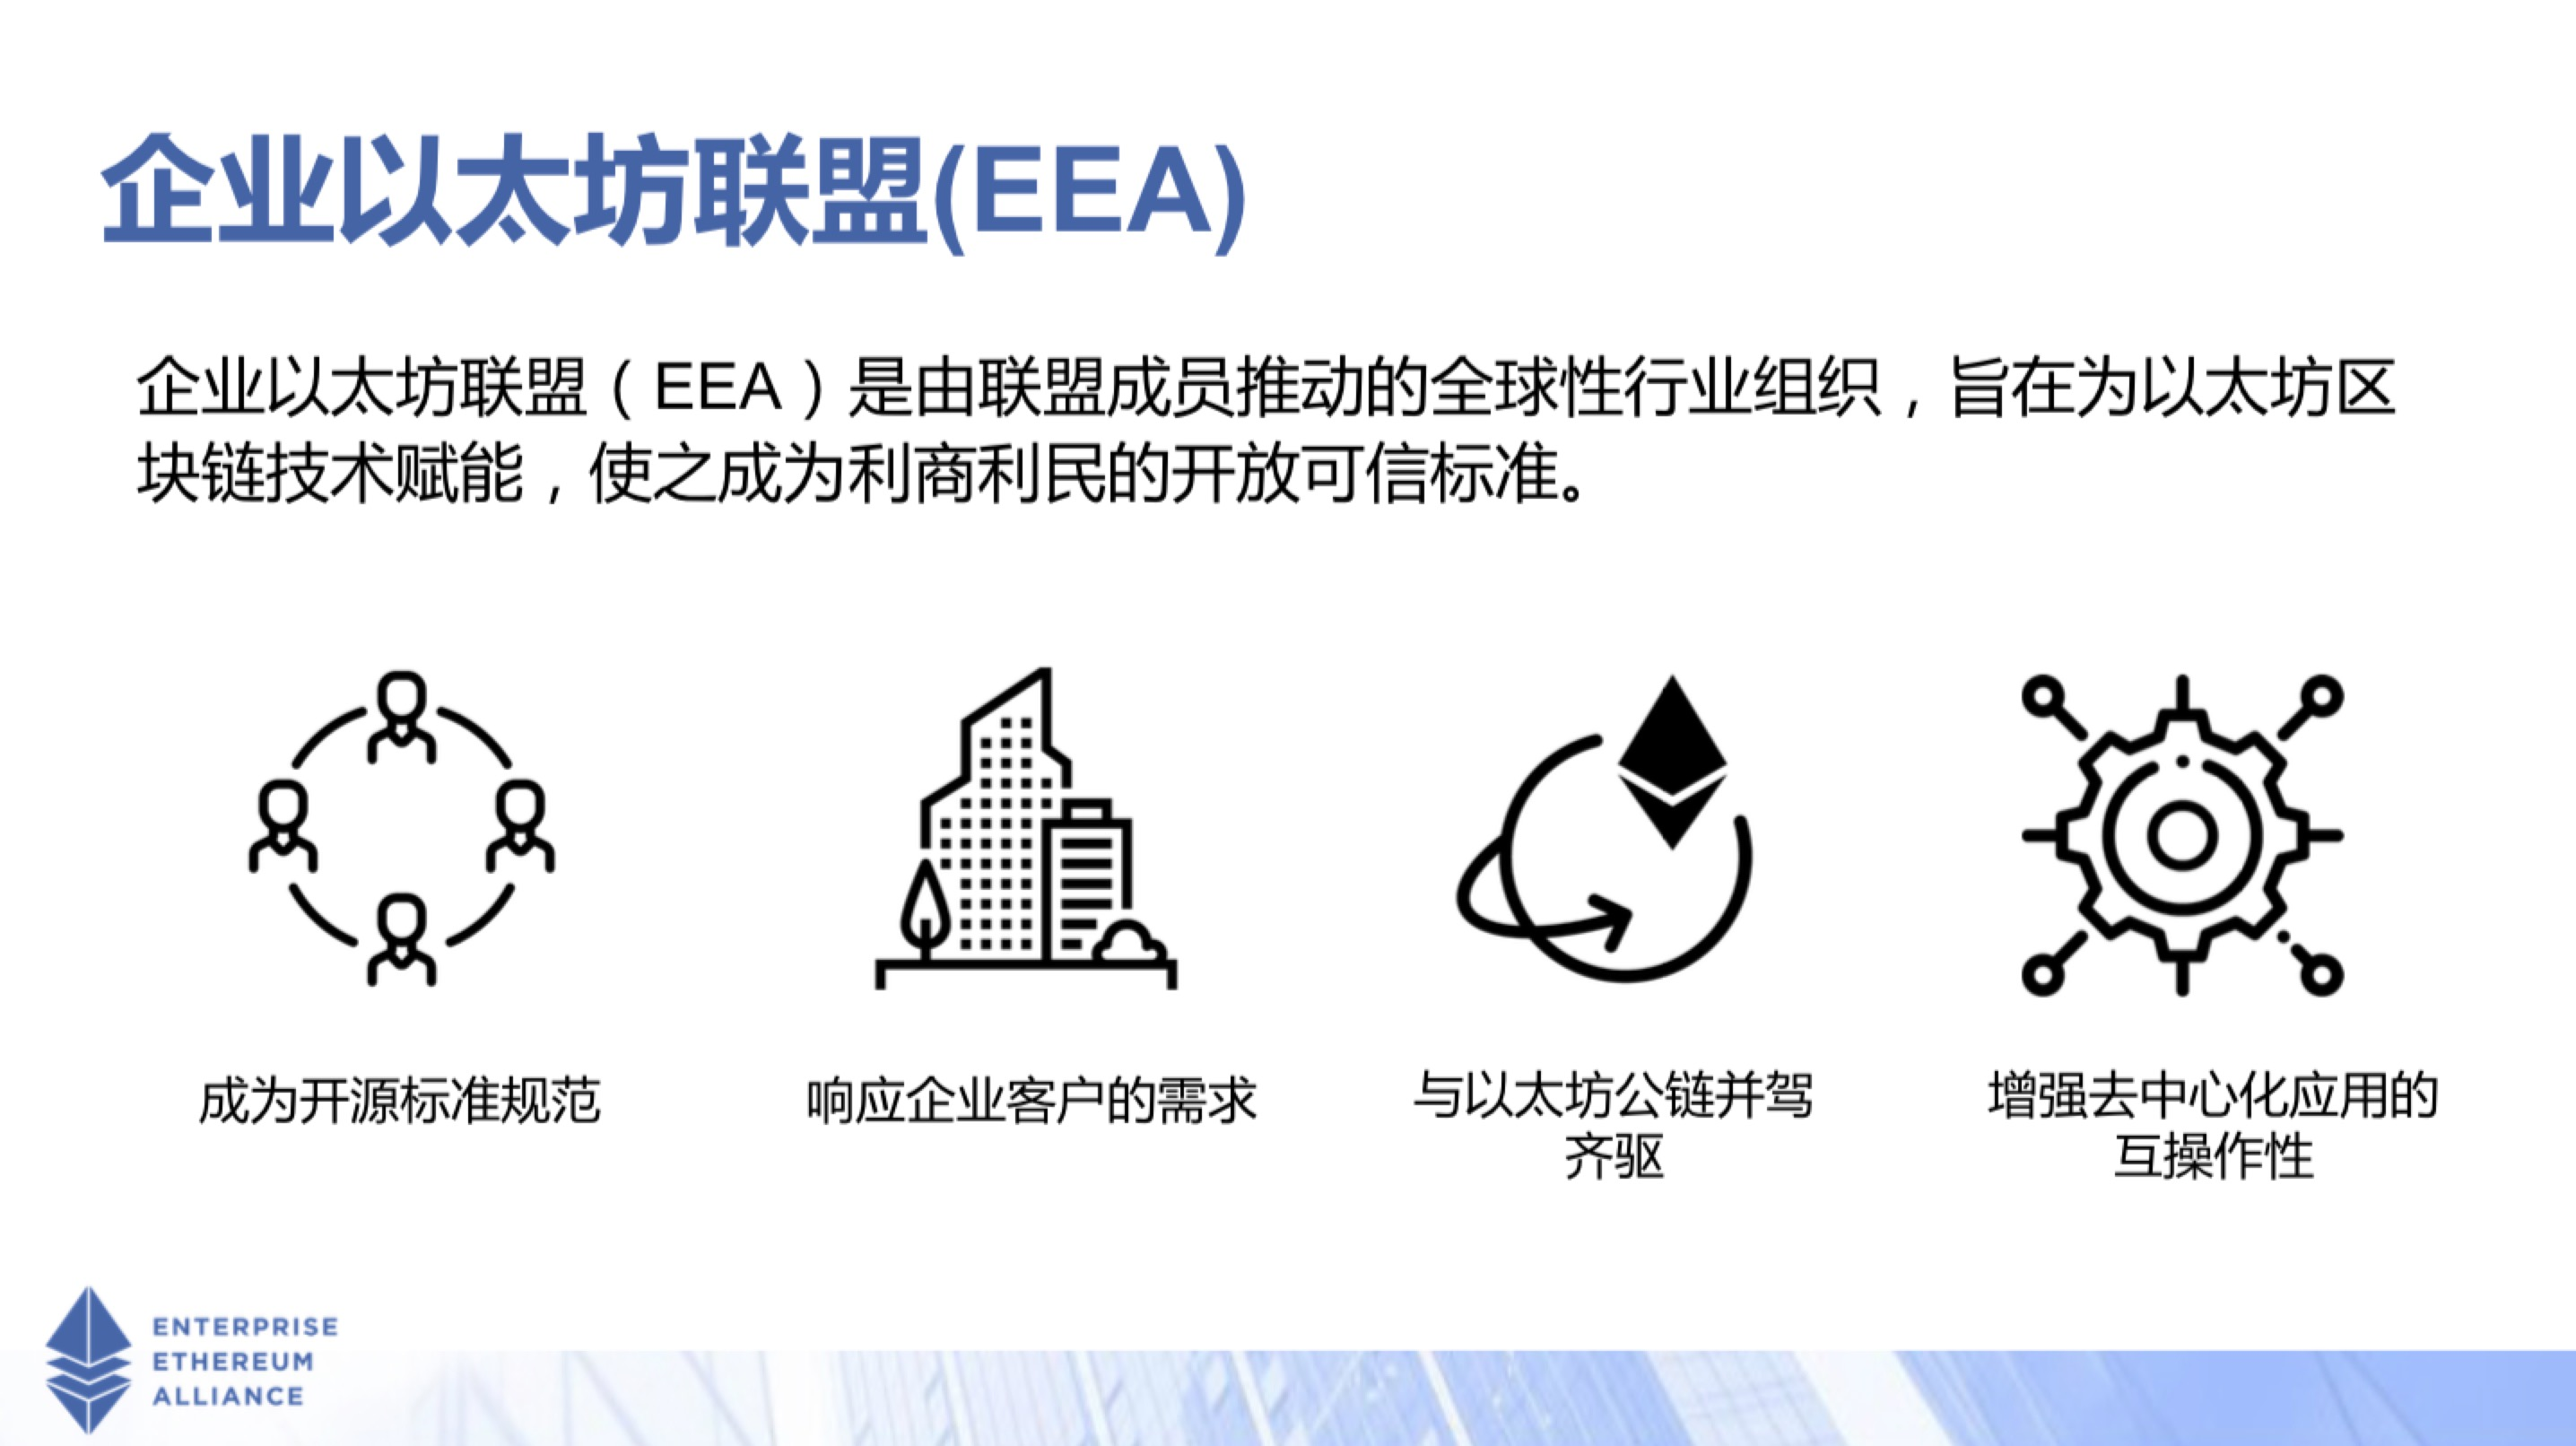 企业以太坊联盟(EEA)
企业以太坊联盟（EEA）是由联盟成员推动的全球性行业组织，旨在为以太坊区
块链技术赋能，使之成为利商利民的开放可信标准。
成为开源标准规范
响应企业客户的需求
与以太坊公链并驾
齐驱
增强去中心化应用的
互操作性
ENTERPRISE
ETHEREUM
ALLIANCE